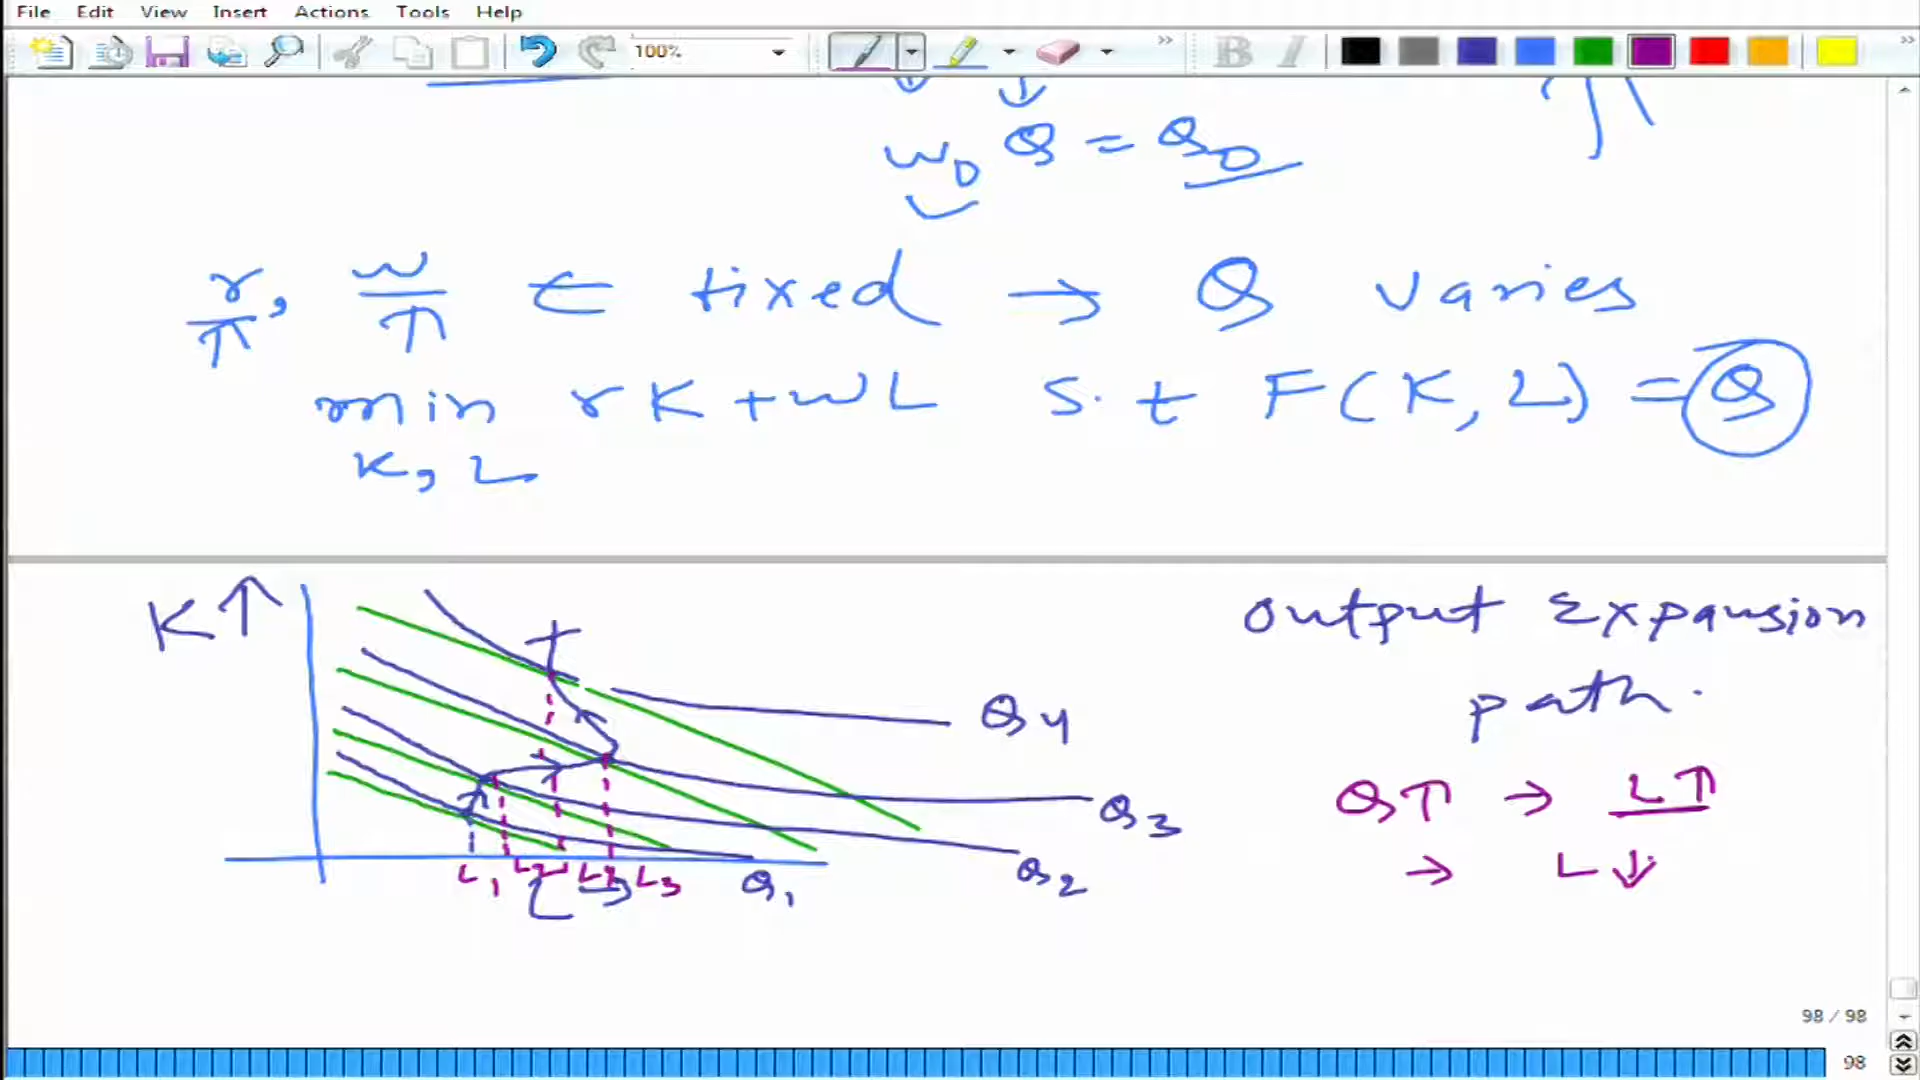 File Edit View Insert Actions Tools Help
100%
w0 Q = Q0
r/π, w/π ∈ fixed → Q varies
min rK + wL s.t F(K, L) = Q
K, L
K↑ Output Expansion
path.
Q4
Q↑ → L↑
Q3
→ L↓
L1 L2 L3 Q1 Q2
L →
98 / 98
98